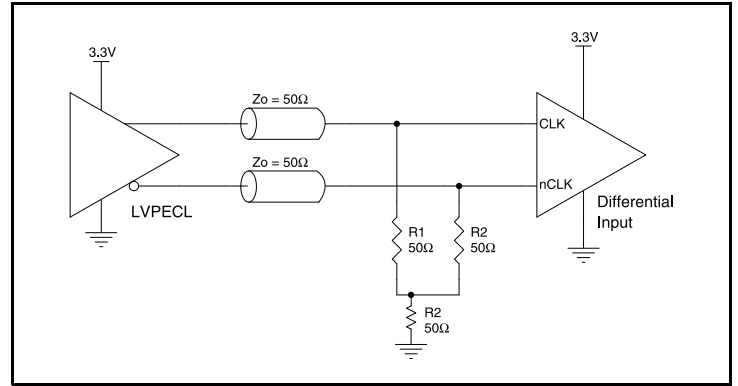 3.3V
3.3V
Zo = 50Ω
CLK
Zo = 50Ω
nCLK
LVPECL
Differential
Input
R1
50Ω
R2
50Ω
R2
50Ω